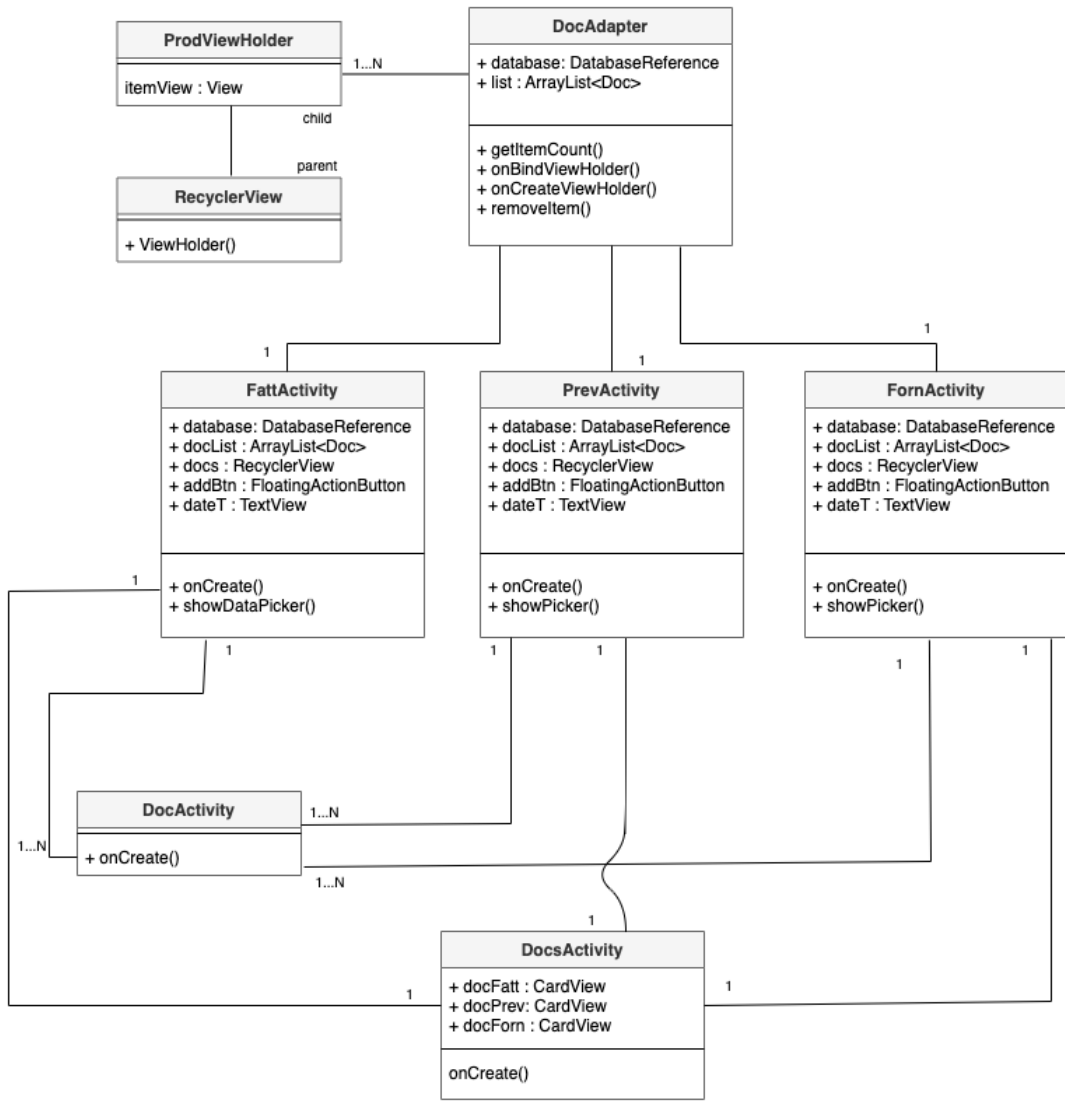 ProdViewHolder
itemView : View
1...N
DocAdapter
+ database: DatabaseReference
+ list : ArrayList<Doc>
+ getItemCount()
+ onBindViewHolder()
+ onCreateViewHolder()
+ removeItem()
child
parent
RecyclerView
+ ViewHolder()
1
1
1
FattActivity
+ database: DatabaseReference
+ docList : ArrayList<Doc>
+ docs : RecyclerView
+ addBtn : FloatingActionButton
+ dateT : TextView
+ onCreate()
+ showDataPicker()
PrevActivity
+ database: DatabaseReference
+ docList : ArrayList<Doc>
+ docs : RecyclerView
+ addBtn : FloatingActionButton
+ dateT : TextView
+ onCreate()
+ showPicker()
FornActivity
+ database: DatabaseReference
+ docList : ArrayList<Doc>
+ docs : RecyclerView
+ addBtn : FloatingActionButton
+ dateT : TextView
+ onCreate()
+ showPicker()
1
1
1
1
1
1
DocActivity
+ onCreate()
1...N
1...N
1...N
1
DocsActivity
+ docFatt : CardView
+ docPrev: CardView
+ docForn : CardView
onCreate()
1
1